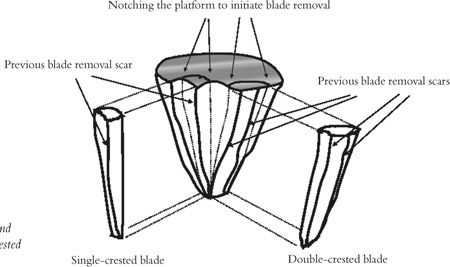 Notching the platform to initiate blade removal
Previous blade removal scar
Previous blade removal scars
nd
ested
Single-crested blade
Double-crested blade